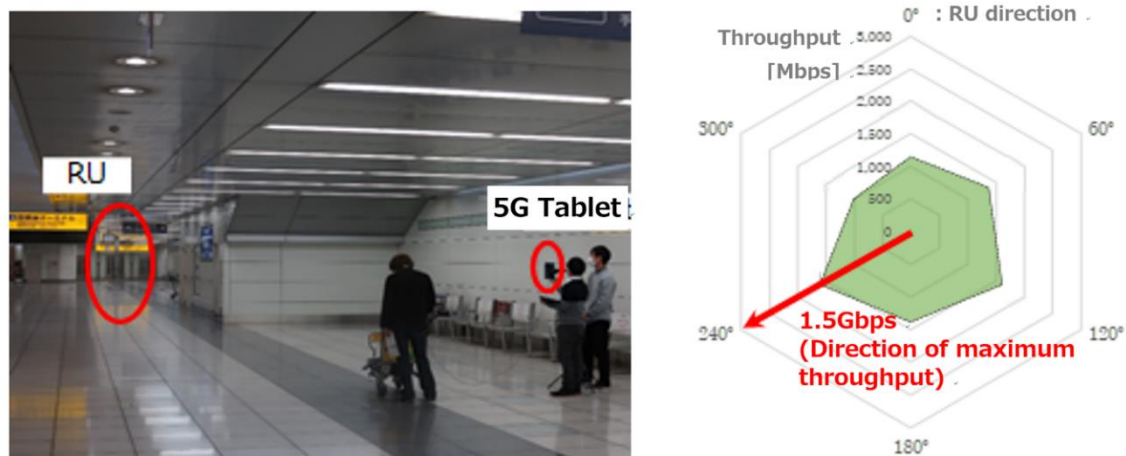 RU
5G Tablet
0° : RU direction
Throughput
[Mbps]
3,000
2,500
2,000
1,500
1,000
500
0
300°
60°
240°
120°
180°
1.5Gbps
(Direction of maximum
throughput)